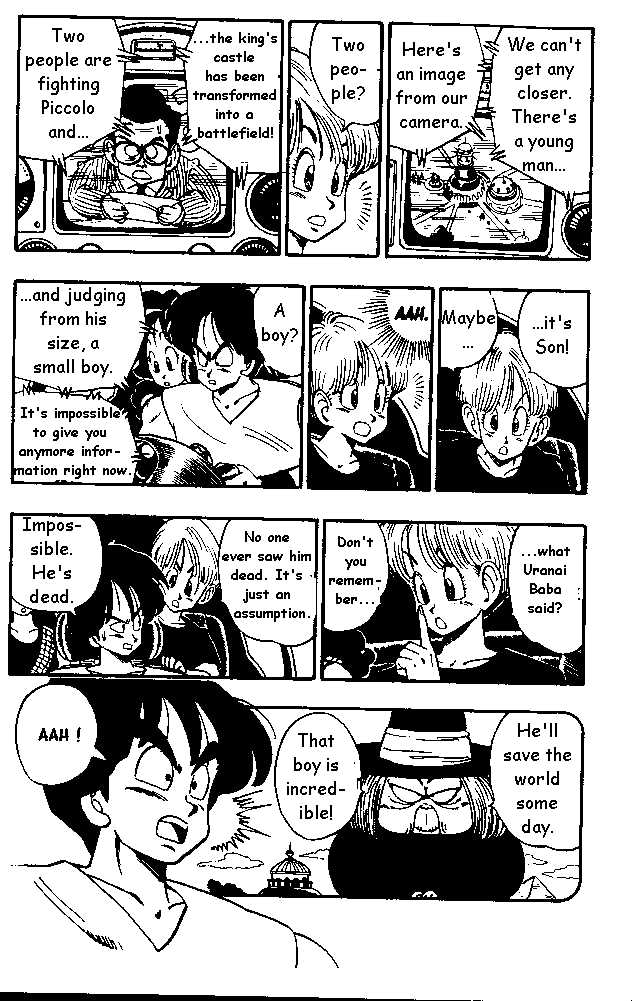 Two
people are
fighting
Piccolo
and...
...the king's
castle
has been
transformed
into a
battlefield!
Two
peo-
ple?
Here's
an image
from our
camera.
We can't
get any
closer.
There's
a young
man...
...and judging
from his
size, a
small boy.
It's impossible
to give you
anymore infor-
mation right now.
A
boy?
AAH.
Maybe
...
...it's
Son!
Impos-
sible.
He's
dead.
No one
ever saw him
dead. It's
just an
assumption.
Don't
you
remem-
ber...
...what
Uranai
Baba
said?
AAH !
That
boy is
incred-
ible!
He'll
save the
world
some
day.